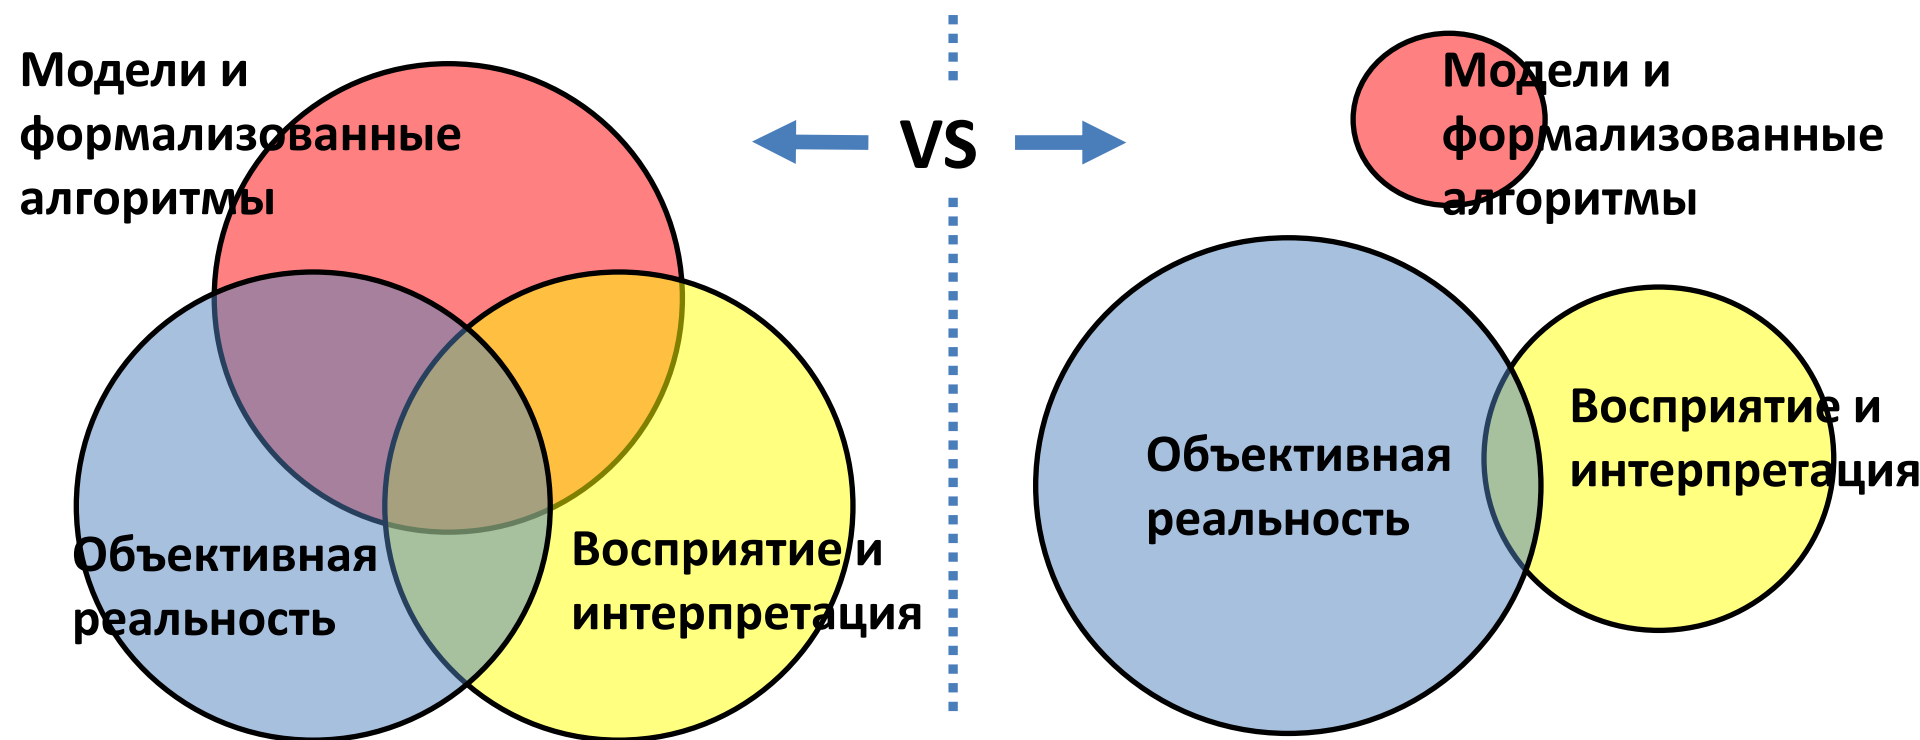 Модели и
формализованные
алгоритмы
Объективная
реальность
Восприятие и
интерпретация
VS
Модели и
формализованные
алгоритмы
Объективная
реальность
Восприятие и
интерпретация